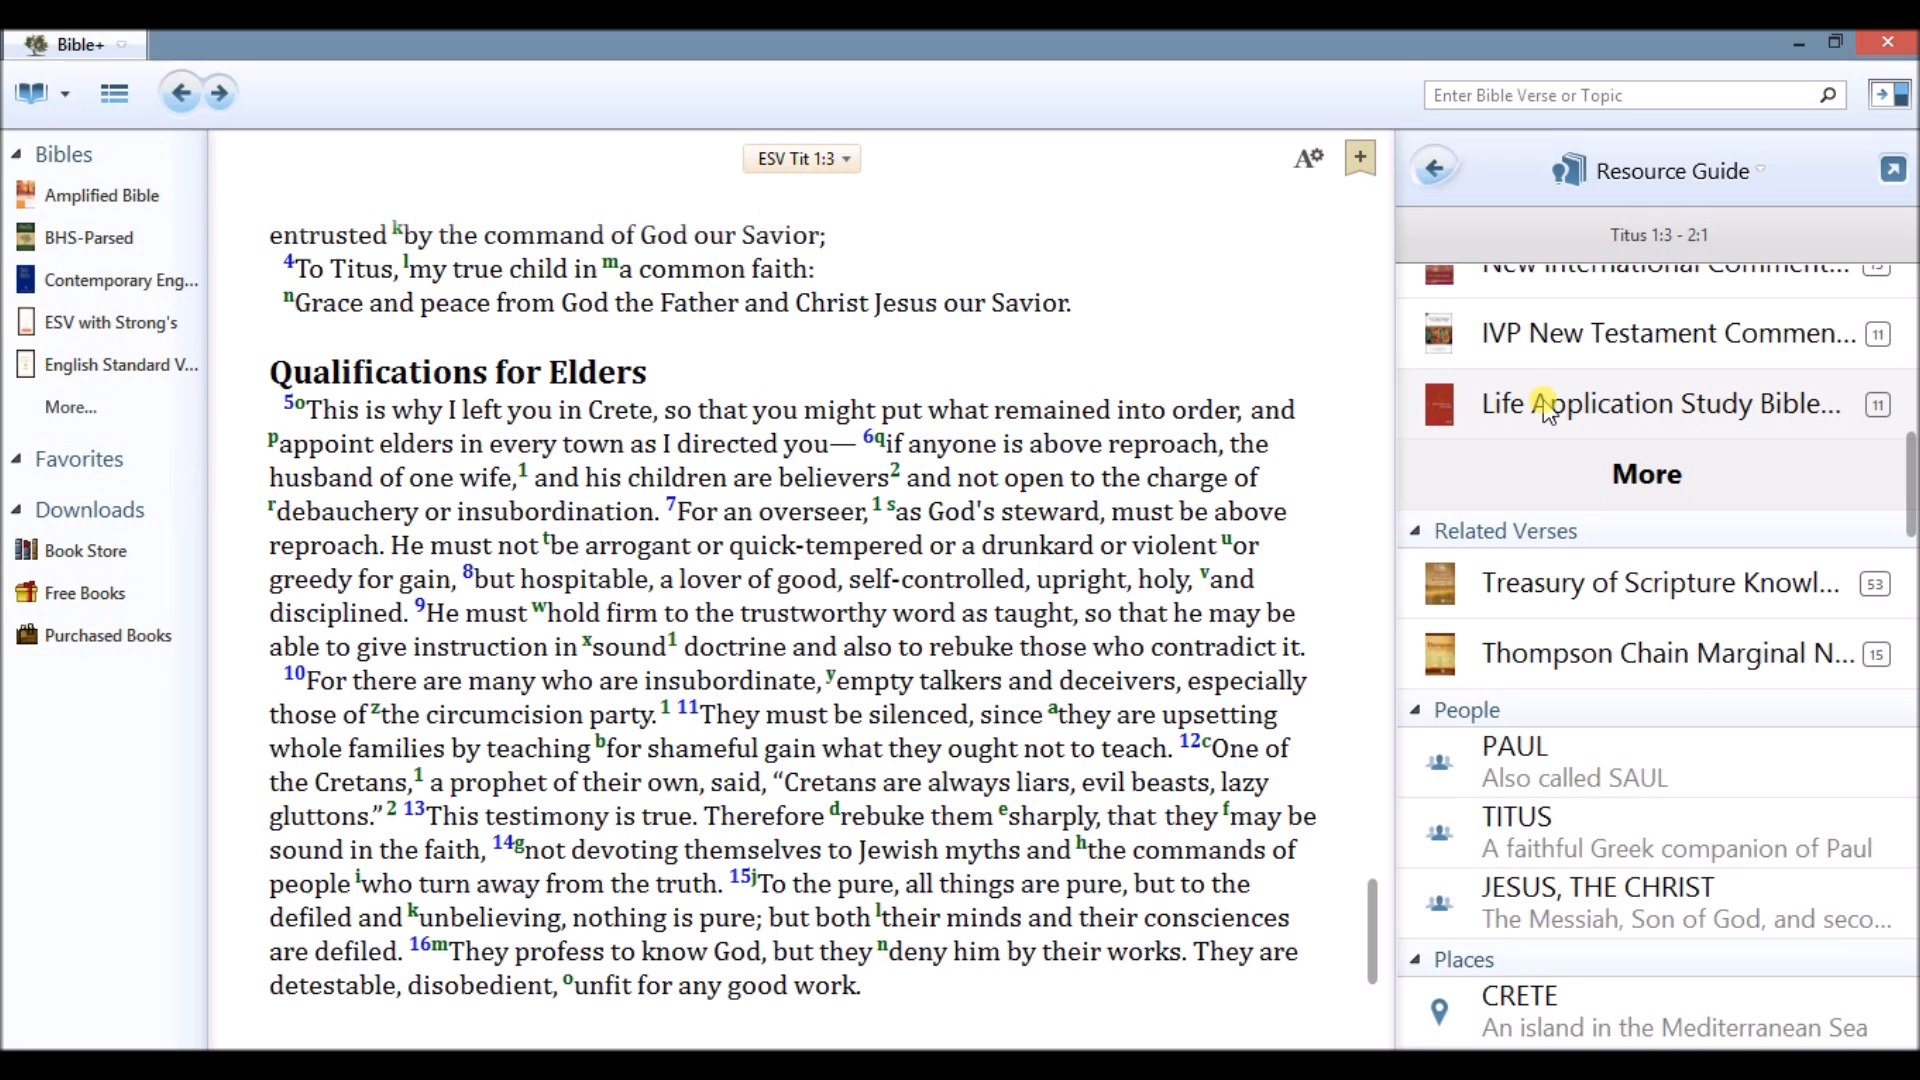 Bible+
Enter Bible Verse or Topic
Bibles
Amplified Bible
BHS-Parsed
Contemporary Eng...
ESV with Strong's
English Standard V...
More...
Favorites
Downloads
Book Store
Free Books
Purchased Books
ESV Tit 1:3
A
entrusted kby the command of God our Savior;
4To Titus, lmy true child in ma common faith:
nGrace and peace from God the Father and Christ Jesus our Savior.
Qualifications for Elders
5oThis is why I left you in Crete, so that you might put what remained into order, and
pappoint elders in every town as I directed you— 6qif anyone is above reproach, the
husband of one wife,1 and his children are believers2 and not open to the charge of
rdebauchery or insubordination. 7For an overseer,1 sas God's steward, must be above
reproach. He must not tbe arrogant or quick-tempered or a drunkard or violent uor
greedy for gain, 8but hospitable, a lover of good, self-controlled, upright, holy, vand
disciplined. 9He must whold firm to the trustworthy word as taught, so that he may be
able to give instruction in xsound1 doctrine and also to rebuke those who contradict it.
10For there are many who are insubordinate, yempty talkers and deceivers, especially
those of zthe circumcision party.1 11They must be silenced, since athey are upsetting
whole families by teaching bfor shameful gain what they ought not to teach. 12cOne of
the Cretans,1 a prophet of their own, said, “Cretans are always liars, evil beasts, lazy
gluttons.”2 13This testimony is true. Therefore drebuke them esharply, that they fmay be
sound in the faith, 14gnot devoting themselves to Jewish myths and hthe commands of
people iwho turn away from the truth. 15jTo the pure, all things are pure, but to the
defiled and kunbelieving, nothing is pure; but both ltheir minds and their consciences
are defiled. 16mThey profess to know God, but they ndeny him by their works. They are
detestable, disobedient, ounfit for any good work.
Resource Guide
Titus 1:3 - 2:1
New International Comment... 15
IVP New Testament Commen... 11
Life Application Study Bible... 11
More
Related Verses
Treasury of Scripture Knowl... 53
Thompson Chain Marginal N... 15
People
PAUL
Also called SAUL
TITUS
A faithful Greek companion of Paul
JESUS, THE CHRIST
The Messiah, Son of God, and seco...
Places
CRETE
An island in the Mediterranean Sea